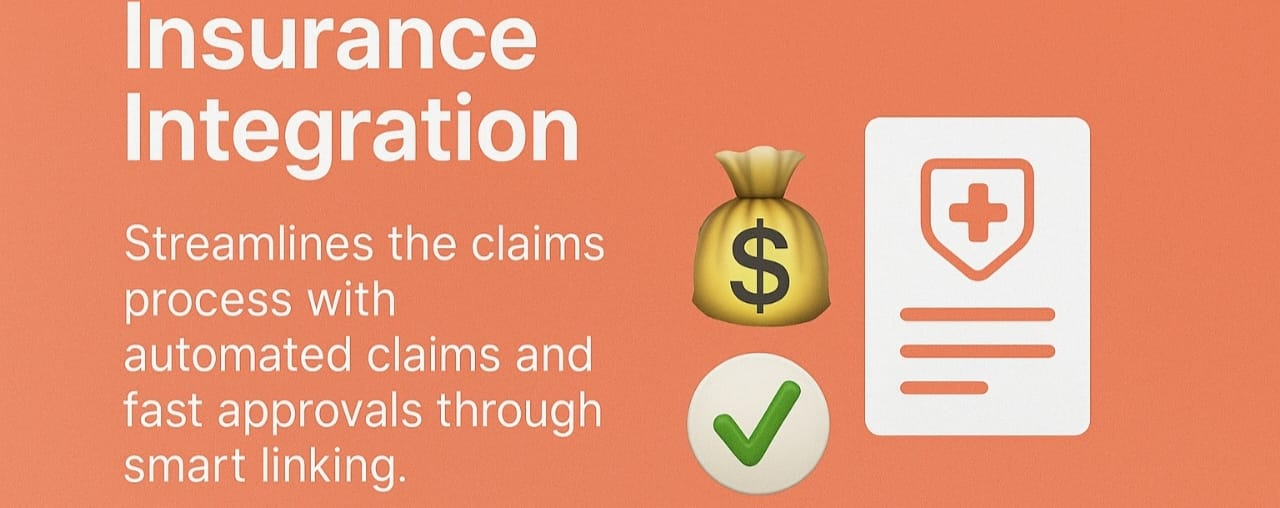 Insurance
Integration
Streamlines the claims
process with
automated claims and
fast approvals through
smart linking.
$